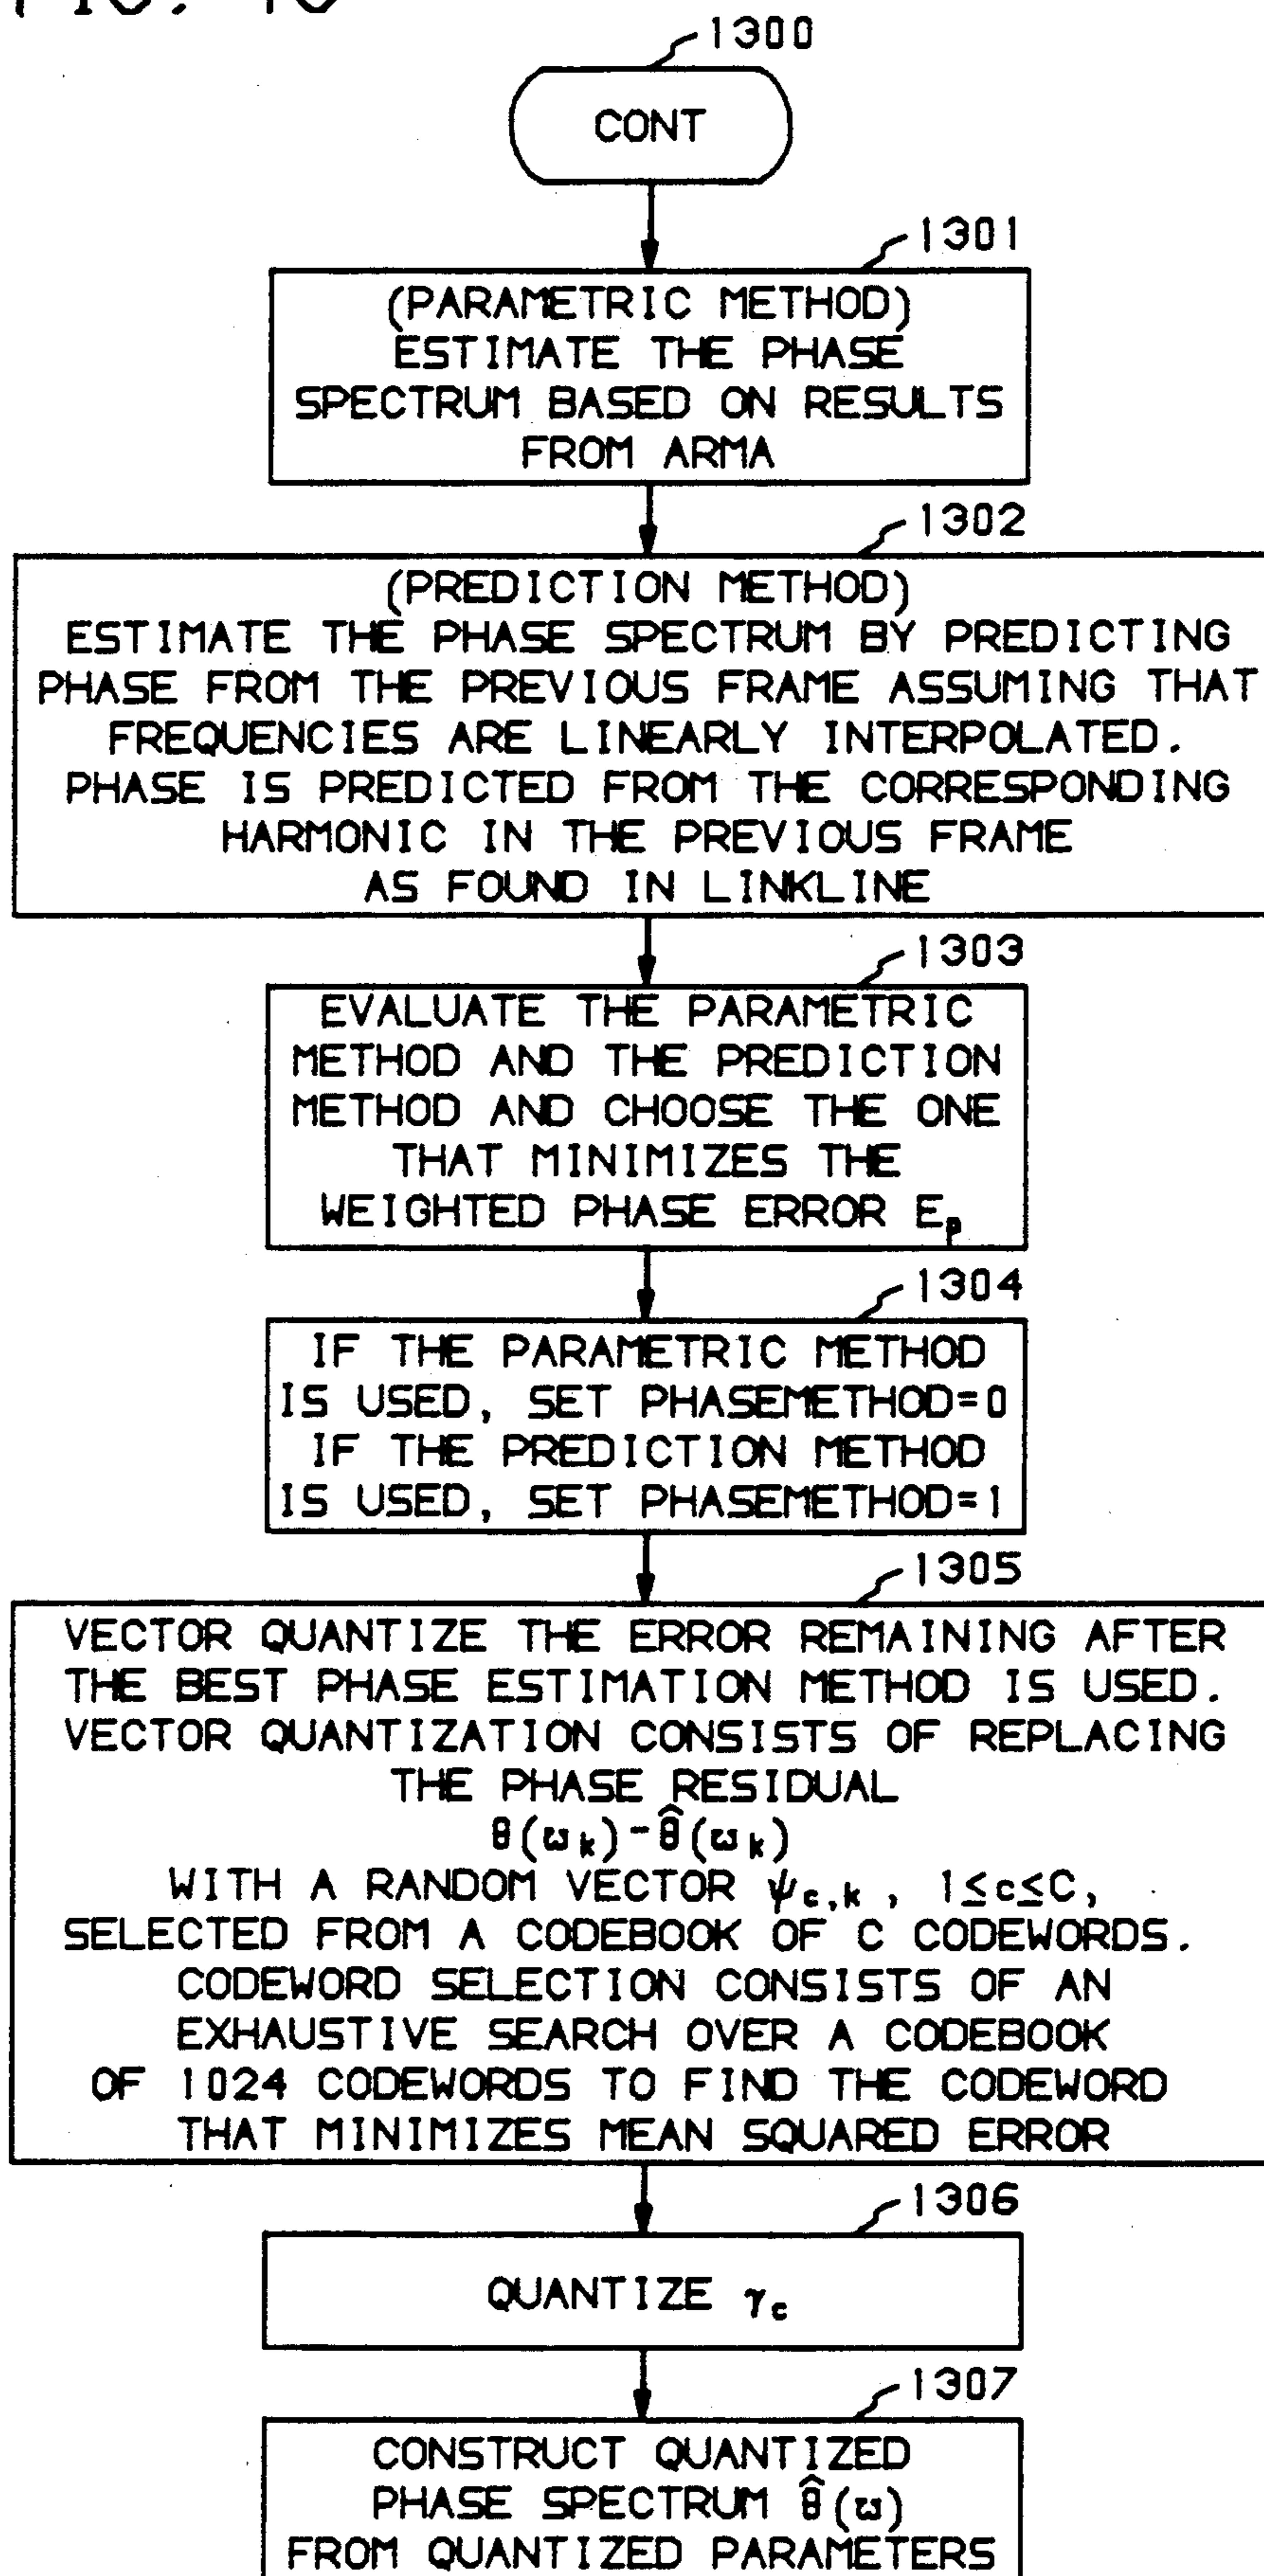 1300
CONT
1301
(PARAMETRIC METHOD)
ESTIMATE THE PHASE
SPECTRUM BASED ON RESULTS
FROM ARMA
1302
(PREDICTION METHOD)
ESTIMATE THE PHASE SPECTRUM BY PREDICTING
PHASE FROM THE PREVIOUS FRAME ASSUMING THAT
FREQUENCIES ARE LINEARLY INTERPOLATED.
PHASE IS PREDICTED FROM THE CORRESPONDING
HARMONIC IN THE PREVIOUS FRAME
AS FOUND IN LINKLINE
1303
EVALUATE THE PARAMETRIC
METHOD AND THE PREDICTION
METHOD AND CHOOSE THE ONE
THAT MINIMIZES THE
WEIGHTED PHASE ERROR Eₚ
1304
IF THE PARAMETRIC METHOD
IS USED, SET PHASEMETHOD=0
IF THE PREDICTION METHOD
IS USED, SET PHASEMETHOD=1
1305
VECTOR QUANTIZE THE ERROR REMAINING AFTER
THE BEST PHASE ESTIMATION METHOD IS USED.
VECTOR QUANTIZATION CONSISTS OF REPLACING
THE PHASE RESIDUAL
θ(ωₖ)-θ̂(ωₖ)
WITH A RANDOM VECTOR ψc,k, 1≤c≤C,
SELECTED FROM A CODEBOOK OF C CODEWORDS.
CODEWORD SELECTION CONSISTS OF AN
EXHAUSTIVE SEARCH OVER A CODEBOOK
OF 1024 CODEWORDS TO FIND THE CODEWORD
THAT MINIMIZES MEAN SQUARED ERROR
1306
QUANTIZE γc
1307
CONSTRUCT QUANTIZED
PHASE SPECTRUM θ̂(ω)
FROM QUANTIZED PARAMETERS